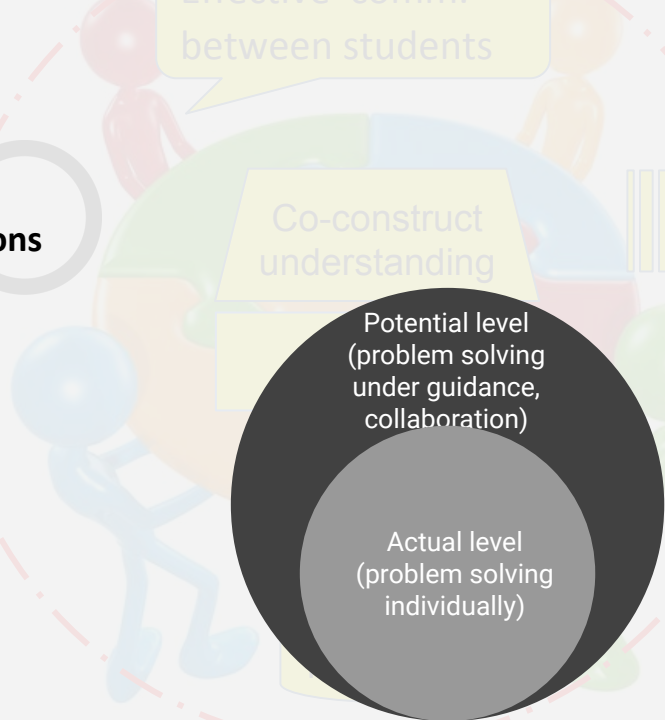 between students
Co-construct
understanding
ons
Potential level
(problem solving
under guidance,
collaboration)
Actual level
(problem solving
individually)